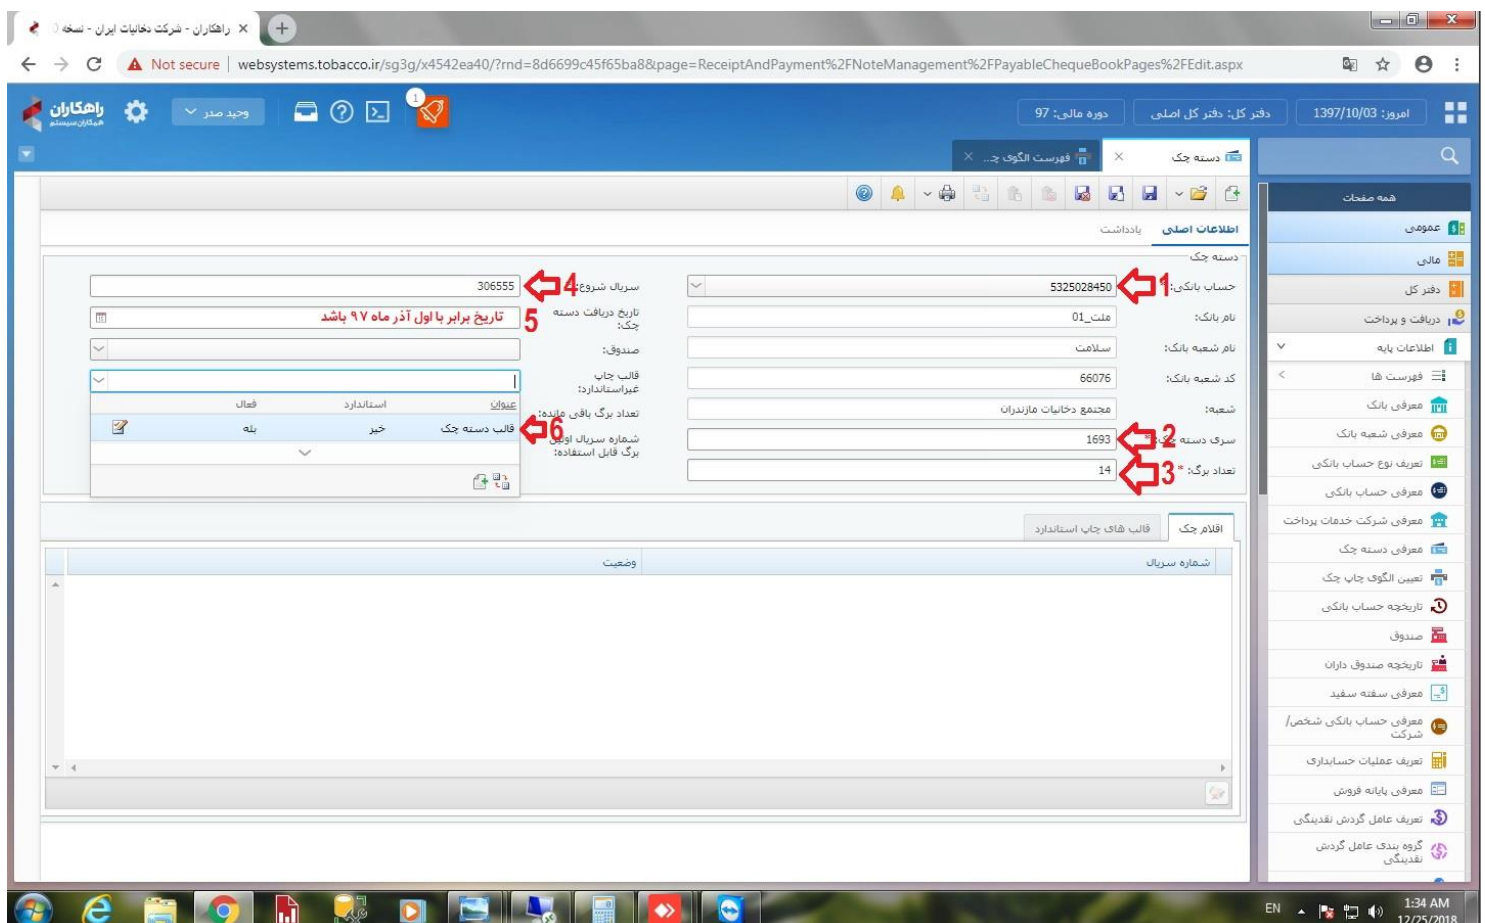 راهکاران - شرکت دخانیات ایران - نسخه
Not secure | websystems.tobacco.ir/sg3g/x4542ea40/?rnd=8d6699c45f65ba8&page=ReceiptAndPayment%2FNoteManagement%2FPayableChequeBookPages%2FEdit.aspx
امروز: 1397/10/03
دفتر کل: دفتر کل اصلی
دوره مالی: 97
1
وحید صدر
راهکاران
همکاران سیستم
دسته چک
فهرست الگوی چ...
همه صفحات
عمومی
مالی
دفتر کل
دریافت و پرداخت
اطلاعات پایه
فهرست ها
معرفی بانک
معرفی شعبه بانک
تعریف نوع حساب بانکی
معرفی حساب بانکی
معرفی شرکت خدمات پرداخت
معرفی دسته چک
تعیین الگوی چاپ چک
تاریخچه حساب بانکی
صندوق
تاریخچه صندوق داران
معرفی سفته سفید
معرفی حساب بانکی شخص/
شرکت
تعریف عملیات حسابداری
معرفی پایانه فروش
تعریف عامل گردش نقدینگی
گروه بندی عامل گردش
نقدینگی
اطلاعات اصلی
یادداشت
دسته چک
حساب بانکی: 1 5325028450
نام بانک: ملت_01
نام شعبه بانک: سلامت
کد شعبه بانک: 66076
شعبه: مجتمع دخانیات مازندران
سری دسته چک: * 2 1693
تعداد برگ: * 3 14
سریال شروع: 4 306555
تاریخ دریافت دسته
چک:
5 تاریخ برابر با اول آذر ماه ۹۷ باشد
صندوق:
قالب چاپ
غیراستاندارد:
تعداد برگ باقی مانده:
شماره سریال اولین
برگ قابل استفاده:
عنوان استاندارد فعال
6 قالب دسته چک خیر بله
اقلام چک
قالب های چاپ استاندارد
شماره سریال
وضعیت
EN
1:34 AM
12/25/2018